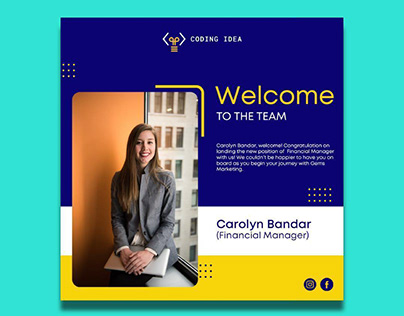 CODING IDEA
Welcome
TO THE TEAM
Carolyn Bandar, welcome! Congratulation on
landing the new position of Financial Manager
with us! We couldn't be happier to have you on
board as you begin your journey with Gems
Marketing.
Carolyn Bandar
(Financial Manager)